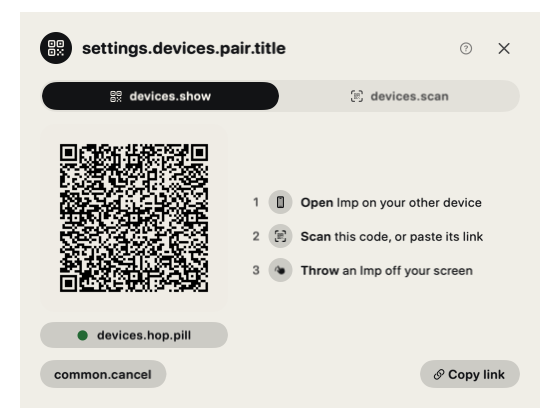 settings.devices.pair.title
devices.show
devices.scan
1 Open Imp on your other device
2 Scan this code, or paste its link
3 Throw an Imp off your screen
devices.hop.pill
common.cancel
Copy link